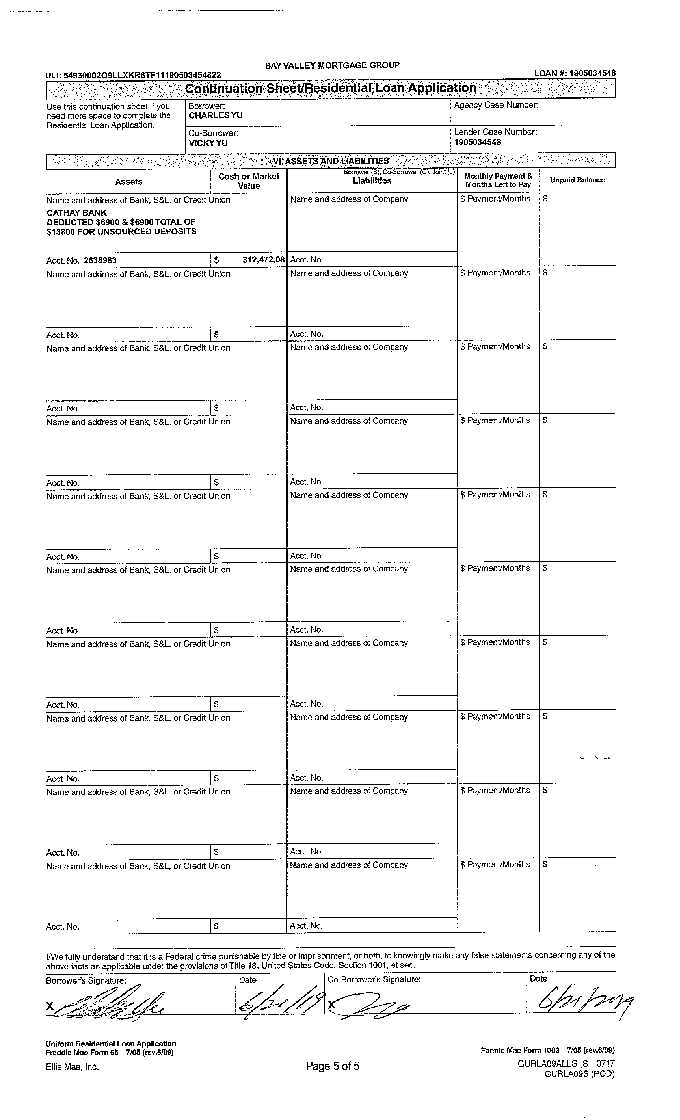 BAY VALLEY MORTGAGE GROUP
LOAN #: 1905034548
Continuation Sheet/Residential Loan Application
Use this continuation sheet if you
need more space to complete the
Residential Loan Application.
Borrower:
CHARLES YU
Agency Case Number:
Co-Borrower:
VICKY YU
Lender Case Number:
1905034548
VI. ASSETS AND LIABILITIES
Assets
Cash or Market
Value
Liabilities
Monthly Payment &
Months Left to Pay
Unpaid Balance
Name and address of Bank, S&L, or Credit Union
Name and address of Company
$ Payment/Months
$
CATHAY BANK
DEDUCTED $6900 & $6900 TOTAL OF
$13800 FOR UNSOURCED DEPOSITS
Acct. No. 2638983 $ 312,472.08 Acct. No.
Name and address of Bank, S&L, or Credit Union Name and address of Company $ Payment/Months $
Acct. No. $ Acct. No.
Name and address of Bank, S&L, or Credit Union Name and address of Company $ Payment/Months $
Acct. No. $ Acct. No.
Name and address of Bank, S&L, or Credit Union Name and address of Company $ Payment/Months $
Acct. No. $ Acct. No.
Name and address of Bank, S&L, or Credit Union Name and address of Company $ Payment/Months $
Acct. No. $ Acct. No.
Name and address of Bank, S&L, or Credit Union Name and address of Company $ Payment/Months $
Acct. No. $ Acct. No.
Name and address of Bank, S&L, or Credit Union Name and address of Company $ Payment/Months $
Acct. No. $ Acct. No.
Name and address of Bank, S&L, or Credit Union Name and address of Company $ Payment/Months $
Acct. No. $ Acct. No.
Name and address of Bank, S&L, or Credit Union Name and address of Company $ Payment/Months $
Acct. No. $ Acct. No.
Name and address of Bank, S&L, or Credit Union Name and address of Company $ Payment/Months $
Acct. No. $ Acct. No.
I/We fully understand that it is a Federal crime punishable by fine or imprisonment, or both, to knowingly make any false statements concerning any of the
above facts as applicable under the provisions of Title 18, United States Code, Section 1001, et seq.
Borrower's Signature: Date Co-Borrower's Signature: Date
X X
Uniform Residential Loan Application
Freddie Mac Form 65 7/05 (rev.6/09) Fannie Mae Form 1003 7/05 (rev.6/09)
Ellie Mae, Inc. Page 5 of 5 GURLA09ALLG (S 0717
GURLA09S (POD)